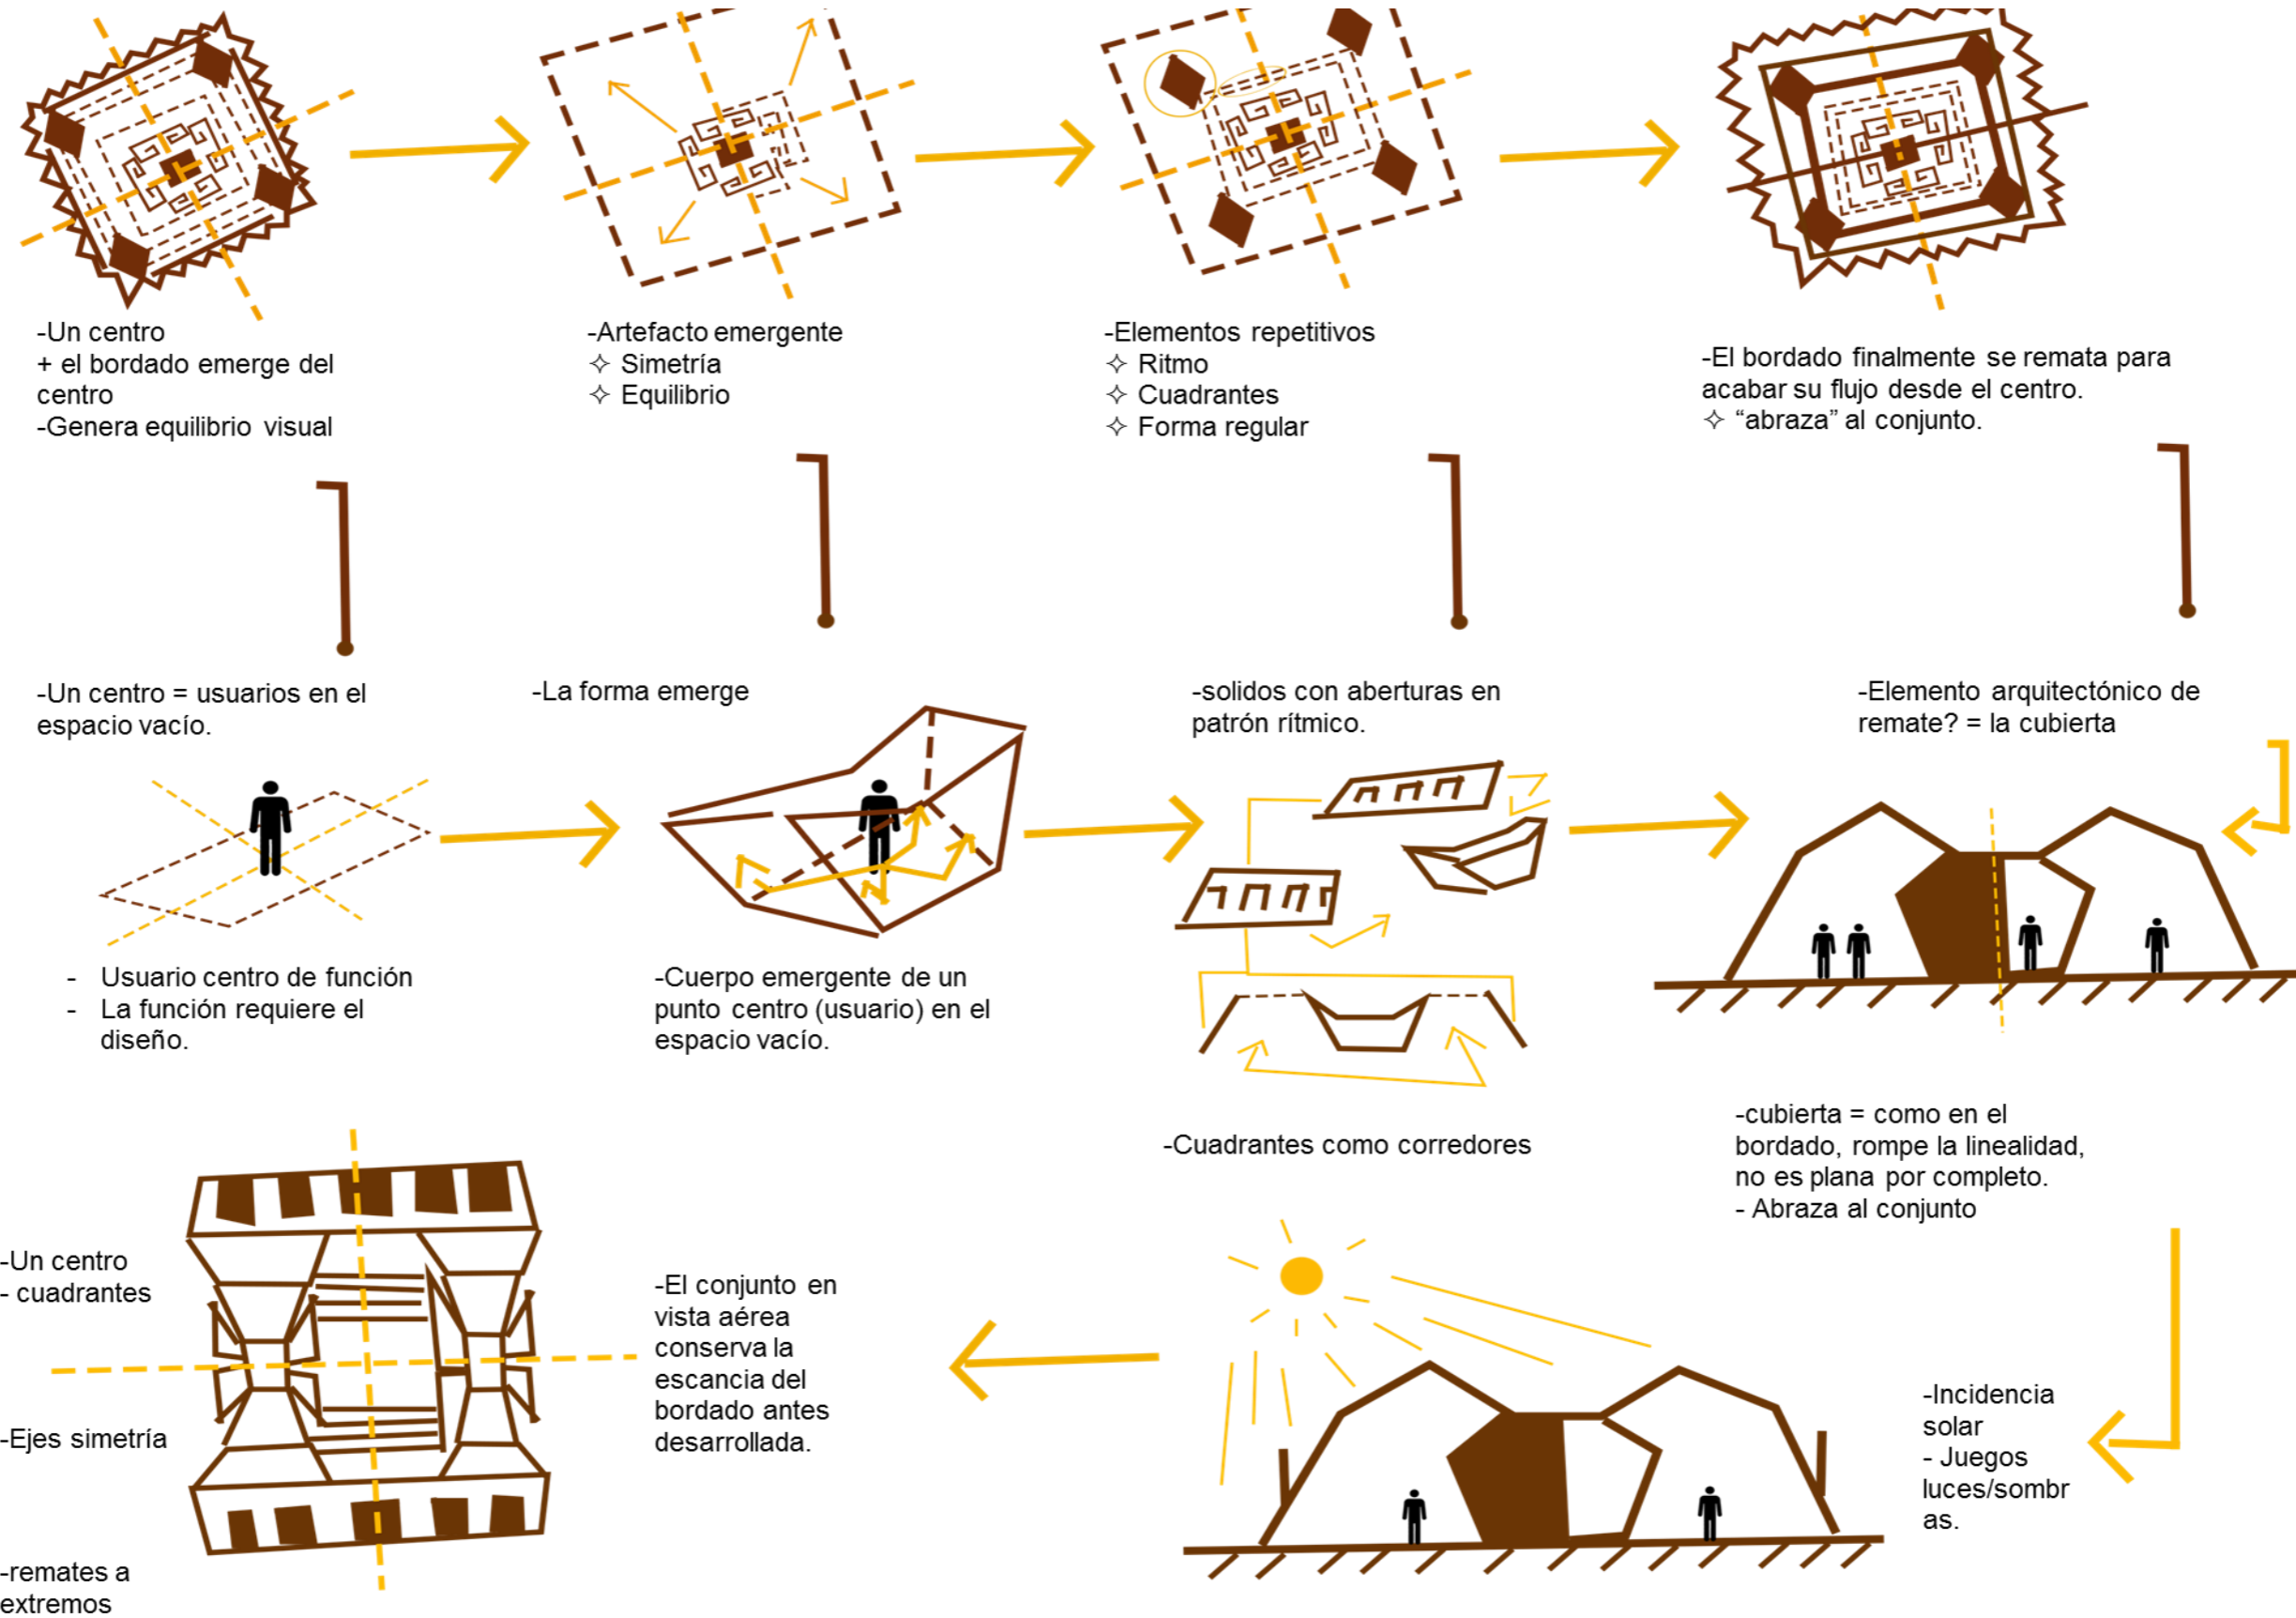 -Un centro
+ el bordado emerge del
centro
-Genera equilibrio visual
-Artefacto emergente
✧ Simetría
✧ Equilibrio
-Elementos repetitivos
✧ Ritmo
✧ Cuadrantes
✧ Forma regular
-El bordado finalmente se remata para
acabar su flujo desde el centro.
✧ “abraza” al conjunto.
-Un centro = usuarios en el
espacio vacío.
-La forma emerge
-solidos con aberturas en
patrón rítmico.
-Elemento arquitectónico de
remate? = la cubierta
- Usuario centro de función
- La función requiere el
diseño.
-Cuerpo emergente de un
punto centro (usuario) en el
espacio vacío.
-Cuadrantes como corredores
-cubierta = como en el
bordado, rompe la linealidad,
no es plana por completo.
- Abraza al conjunto
-Incidencia
solar
- Juegos
luces/sombr
as.
-El conjunto en
vista aérea
conserva la
escancia del
bordado antes
desarrollada.
-Un centro
- cuadrantes
-Ejes simetría
-remates a
extremos